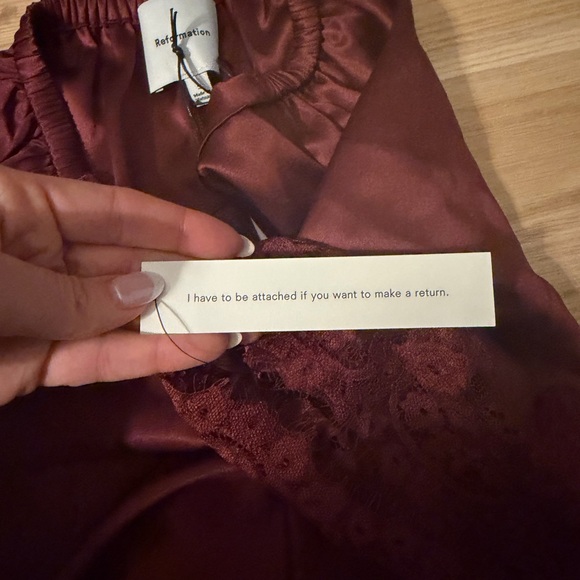 Reformation
I have to be attached if you want to make a return.